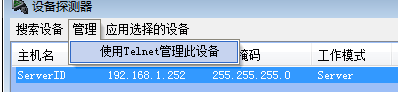 设备探测器
搜索设备 管理 应用选择的设备
使用Telnet管理此设备
主机名 掩码 工作模式
ServerID 192.168.1.252 255.255.255.0 Server